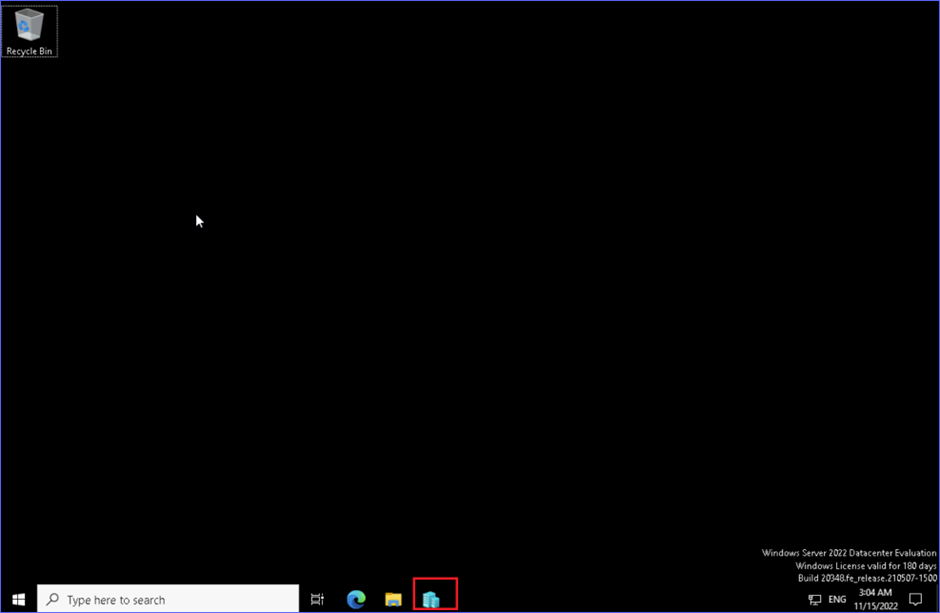 Recycle Bin
Windows Server 2022 Datacenter Evaluation
Windows License valid for 180 days
Build 20348.fe_release.210507-1500
Type here to search
ENG
3:04 AM
11/15/2022